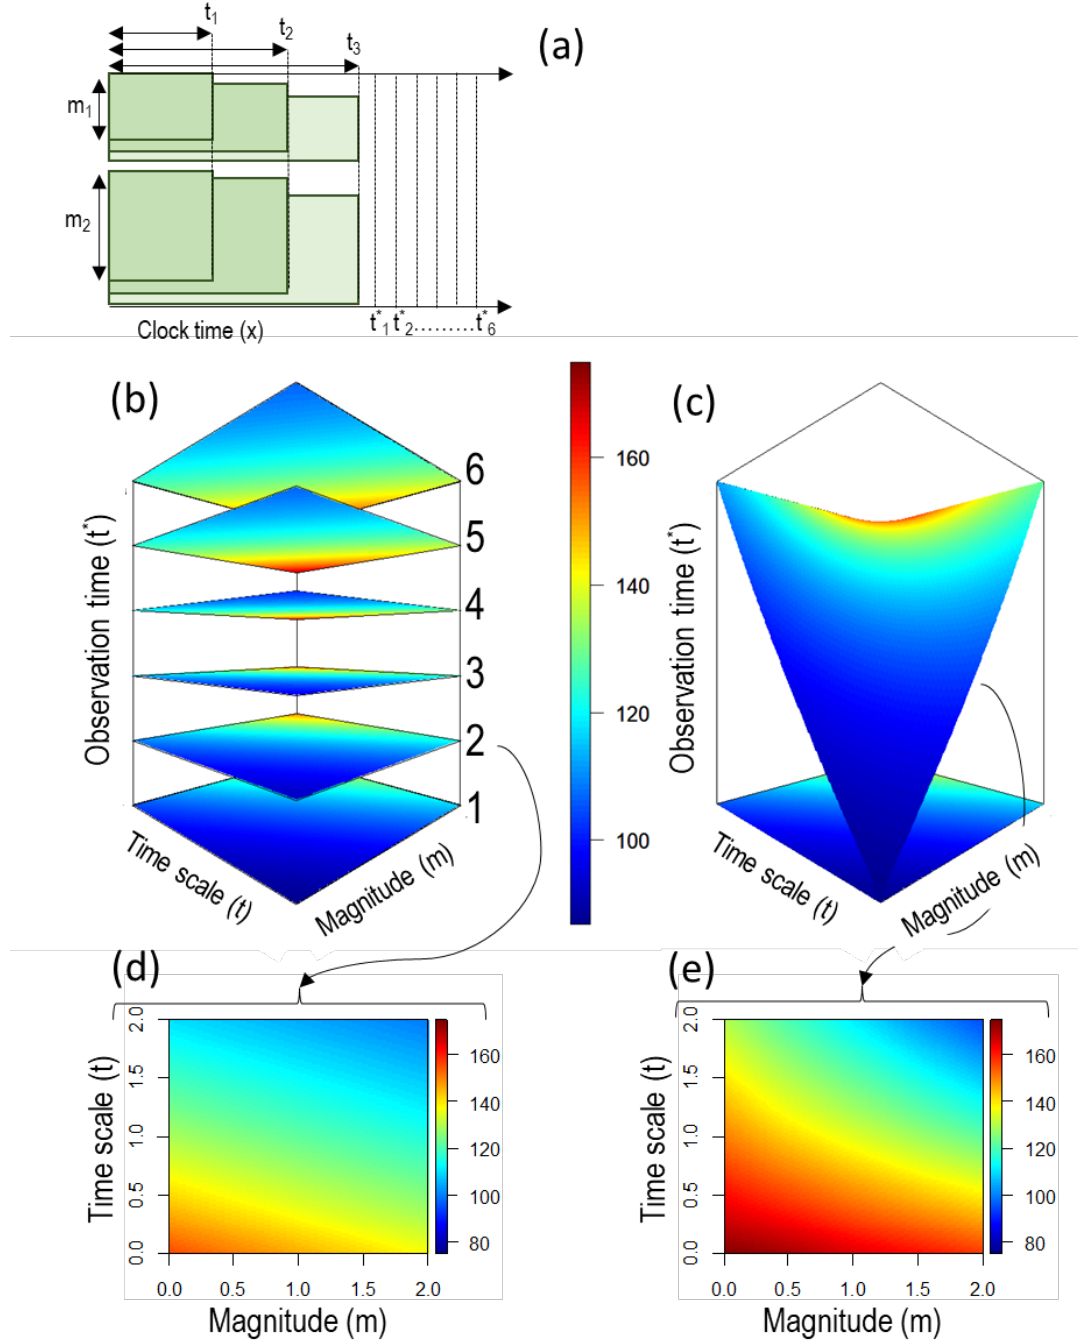 t1
t2
t3
(a)
m1
m2
t*1 t*2.........t*6
Clock time (x)
(b)
(c)
6
5
4
3
2
1
160
140
120
100
Observation time (t*)
Observation time (t*)
Time scale (t)
Magnitude (m)
Time scale (t)
Magnitude (m)
(d)
(e)
Time scale (t)
2.0
1.5
1.0
0.5
0.0
160
140
120
100
80
0.0 0.5 1.0 1.5 2.0
Magnitude (m)
Time scale (t)
2.0
1.5
1.0
0.5
0.0
160
140
120
100
80
0.0 0.5 1.0 1.5 2.0
Magnitude (m)